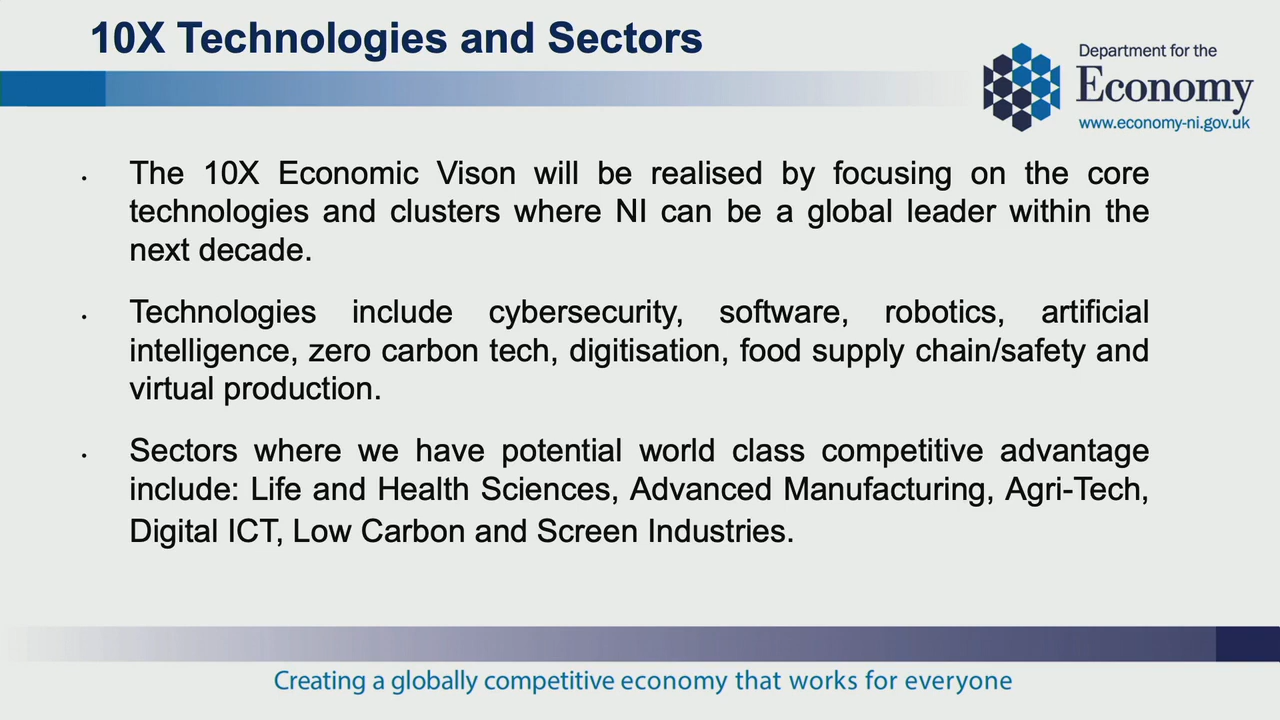 10X Technologies and Sectors
Department for the
Economy
www.economy-ni.gov.uk
The 10X Economic Vison will be realised by focusing on the core
technologies and clusters where NI can be a global leader within the
next decade.
Technologies include cybersecurity, software, robotics, artificial
intelligence, zero carbon tech, digitisation, food supply chain/safety and
virtual production.
Sectors where we have potential world class competitive advantage
include: Life and Health Sciences, Advanced Manufacturing, Agri-Tech,
Digital ICT, Low Carbon and Screen Industries.
Creating a globally competitive economy that works for everyone